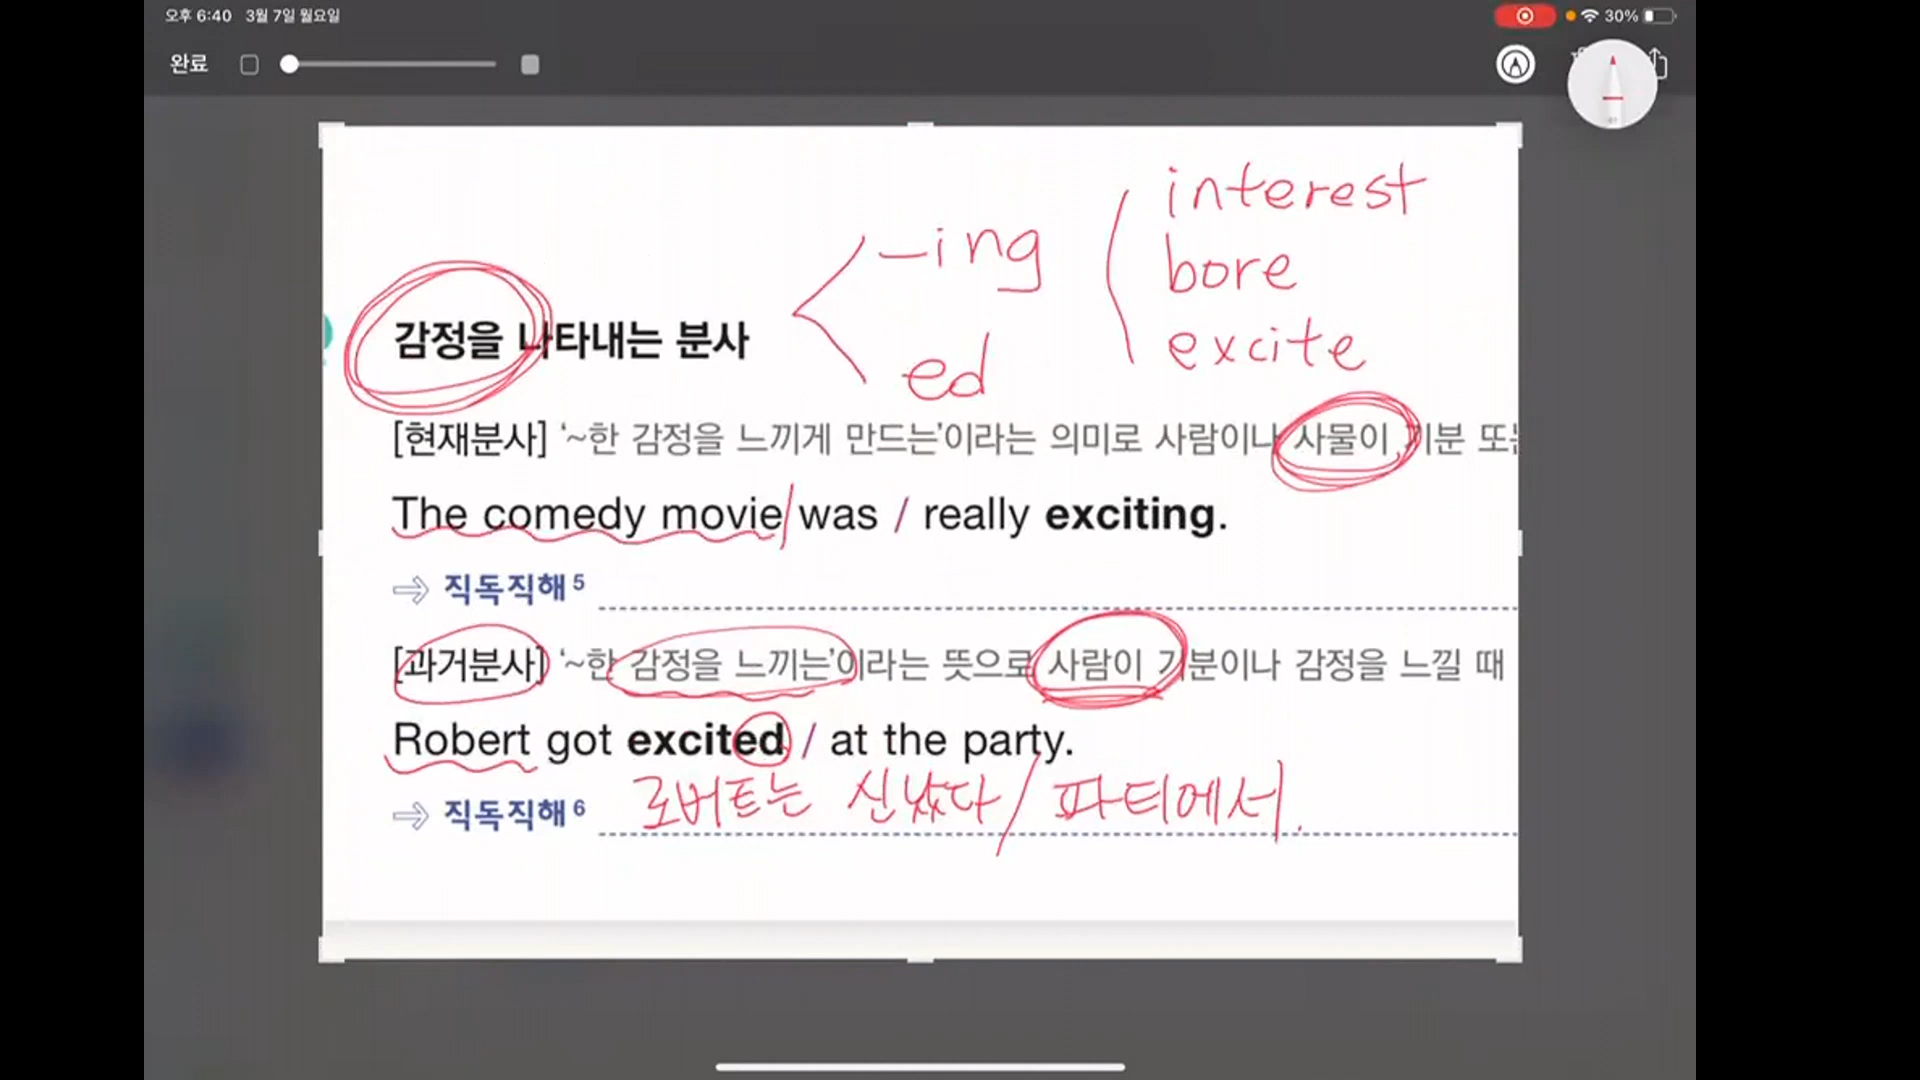 오후 6:40 3월 7일 월요일
30%
완료
interest
-ing
bore
감정을 나타내는 분사
excite
ed
[현재분사] ‘~한 감정을 느끼게 만드는’이라는 의미로 사람이나 사물이 기분 또는
The comedy movie / was / really exciting.
⇨ 직독직해 5
[과거분사] ‘~한 감정을 느끼는’이라는 뜻으로 사람이 기분이나 감정을 느낄 때
Robert got excited / at the party.
⇨ 직독직해 6 로버트는 신났다 / 파티에서.